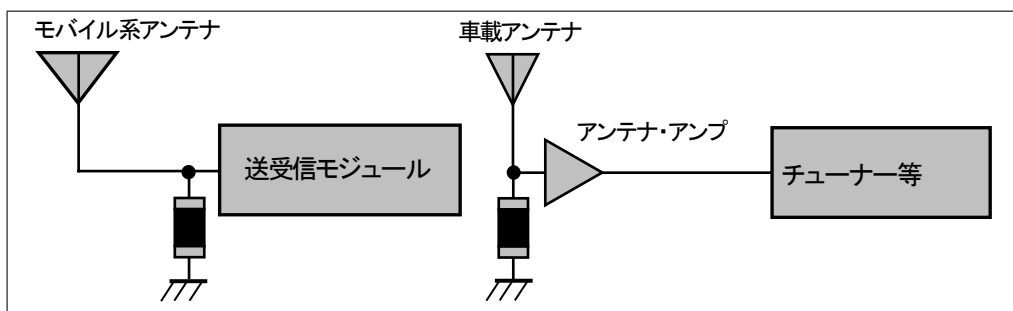 モバイル系アンテナ
車載アンテナ
アンテナ・アンプ
送受信モジュール
チューナー等